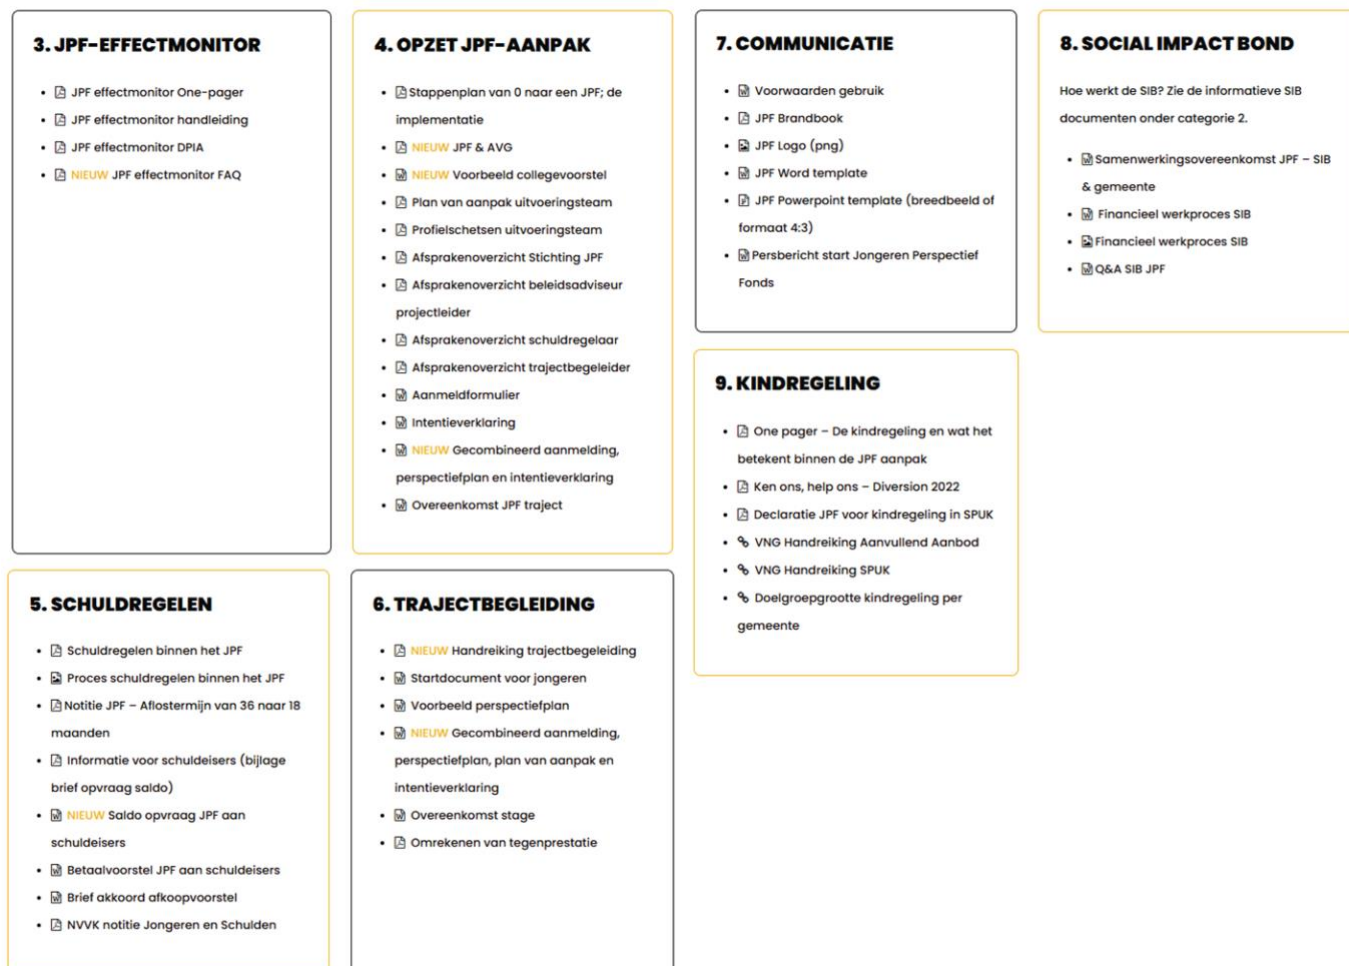 3. JPF-EFFECTMONITOR
JPF effectmonitor One-pager
JPF effectmonitor handleiding
JPF effectmonitor DPIA
NIEUW JPF effectmonitor FAQ
4. OPZET JPF-AANPAK
Stappenplan van 0 naar een JPF; de
implementatie
NIEUW JPF & AVG
NIEUW Voorbeeld collegevoorstel
Plan van aanpak uitvoeringsteam
Profielschetsen uitvoeringsteam
Afsprakenoverzicht Stichting JPF
Afsprakenoverzicht beleidsadviseur
projectleider
Afsprakenoverzicht schuldregelaar
Afsprakenoverzicht trajectbegeleider
Aanmeldformulier
Intentieverklaring
NIEUW Gecombineerd aanmelding,
perspectiefplan en intentieverklaring
Overeenkomst JPF traject
5. SCHULDREGELEN
Schuldregelen binnen het JPF
Proces schuldregelen binnen het JPF
Notitie JPF – Aflostermijn van 36 naar 18
maanden
Informatie voor schuldeisers (bijlage
brief opvraag saldo)
NIEUW Saldo opvraag JPF aan
schuldeisers
Betaalvoorstel JPF aan schuldeisers
Brief akkoord afkoopvoorstel
NVVK notitie Jongeren en Schulden
6. TRAJECTBEGLEIDING
NIEUW Handreiking trajectbegeleiding
Startdocument voor jongeren
Voorbeeld perspectiefplan
NIEUW Gecombineerd aanmelding,
perspectiefplan, plan van aanpak en
intentieverklaring
Overeenkomst stage
Omrekenen van tegenprestatie
7. COMMUNICATIE
Voorwaarden gebruik
JPF Brandbook
JPF Logo (png)
JPF Word template
JPF Powerpoint template (breedbeeld of
formaat 4:3)
Persbericht start Jongeren Perspectief
Fonds
8. SOCIAL IMPACT BOND
Hoe werkt de SIB? Zie de informatieve SIB
documenten onder categorie 2.
Samenwerkingsovereenkomst JPF – SIB
& gemeente
Financieel werkproces SIB
Financieel werkproces SIB
Q&A SIB JPF
9. KINDREGELING
One pager – De kindregeling en wat het
betekent binnen de JPF aanpak
Ken ons, help ons – Diversion 2022
Declaratie JPF voor kindregeling in SPUK
VNG Handreiking Aanvullend Aanbod
VNG Handreiking SPUK
Doelgroepgrootte kindregeling per
gemeente